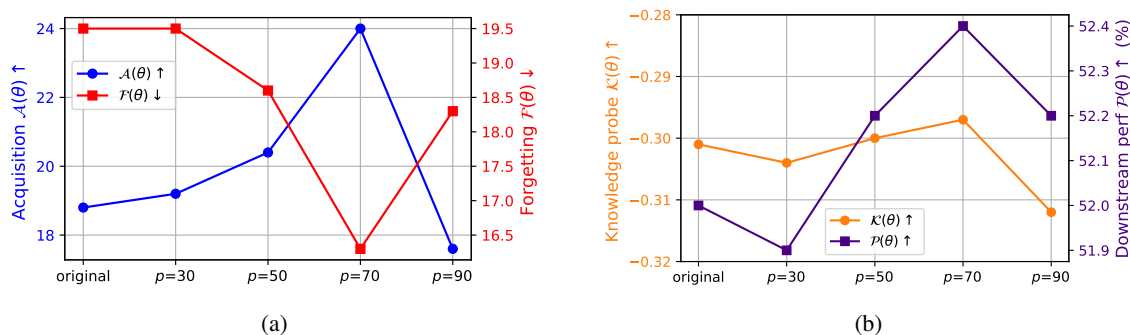 Acquisition 𝒜(θ) ↑
24
22
20
18
𝒜(θ) ↑
ℱ(θ) ↓
19.5
19.0
18.5
18.0
17.5
17.0
16.5
Forgetting ℱ(θ) ↓
original p=30 p=50 p=70 p=90
(a)
Knowledge probe 𝒦(θ) ↑
−0.28
−0.29
−0.30
−0.31
−0.32
𝒦(θ) ↑
𝒫(θ) ↑
52.4
52.3
52.2
52.1
52.0
51.9
Downstream perf 𝒫(θ) ↑ (%)
original p=30 p=50 p=70 p=90
(b)